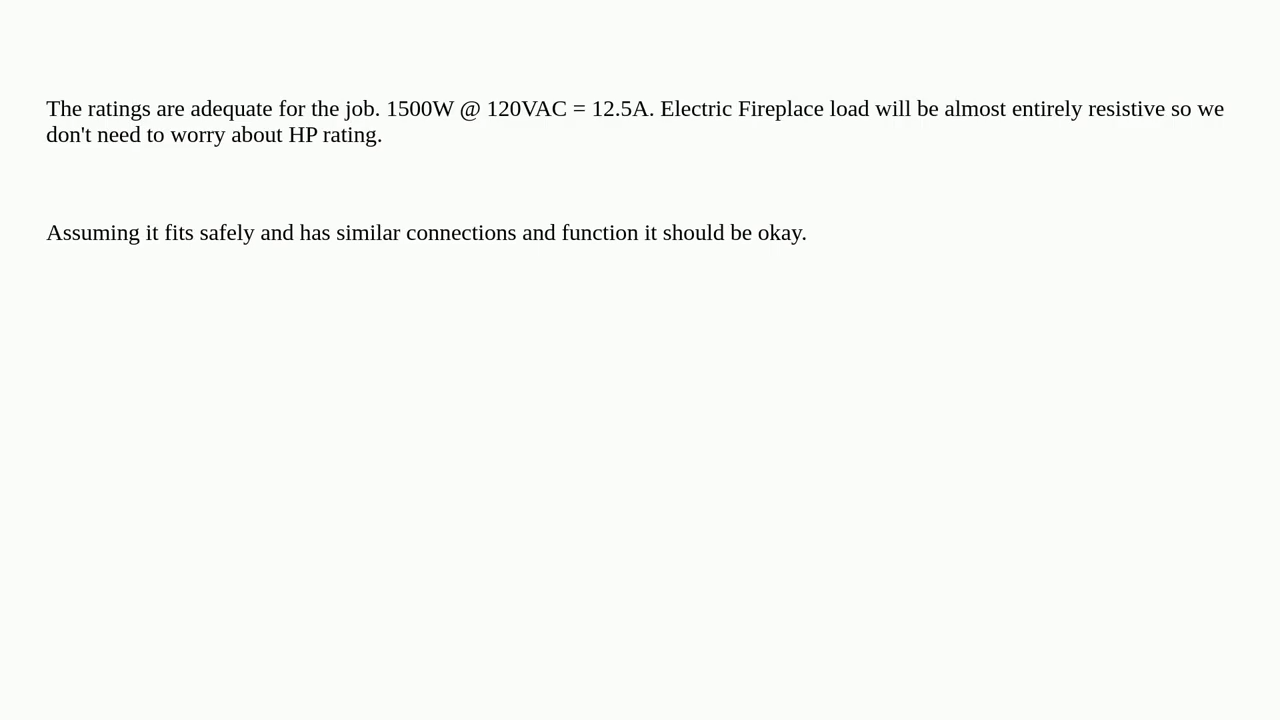 The ratings are adequate for the job. 1500W @ 120VAC = 12.5A. Electric Fireplace load will be almost entirely resistive so we
don't need to worry about HP rating.
Assuming it fits safely and has similar connections and function it should be okay.